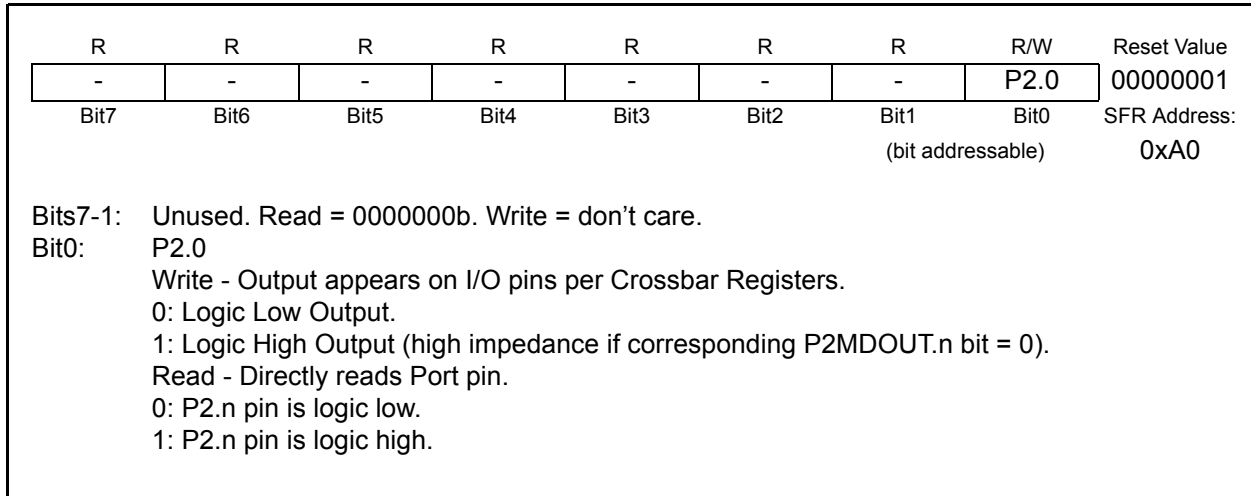 R R R R R R R R/W Reset Value
- - - - - - - P2.0 00000001
Bit7 Bit6 Bit5 Bit4 Bit3 Bit2 Bit1 Bit0 SFR Address:
(bit addressable) 0xA0
Bits7-1: Unused. Read = 0000000b. Write = don’t care.
Bit0: P2.0
Write - Output appears on I/O pins per Crossbar Registers.
0: Logic Low Output.
1: Logic High Output (high impedance if corresponding P2MDOUT.n bit = 0).
Read - Directly reads Port pin.
0: P2.n pin is logic low.
1: P2.n pin is logic high.